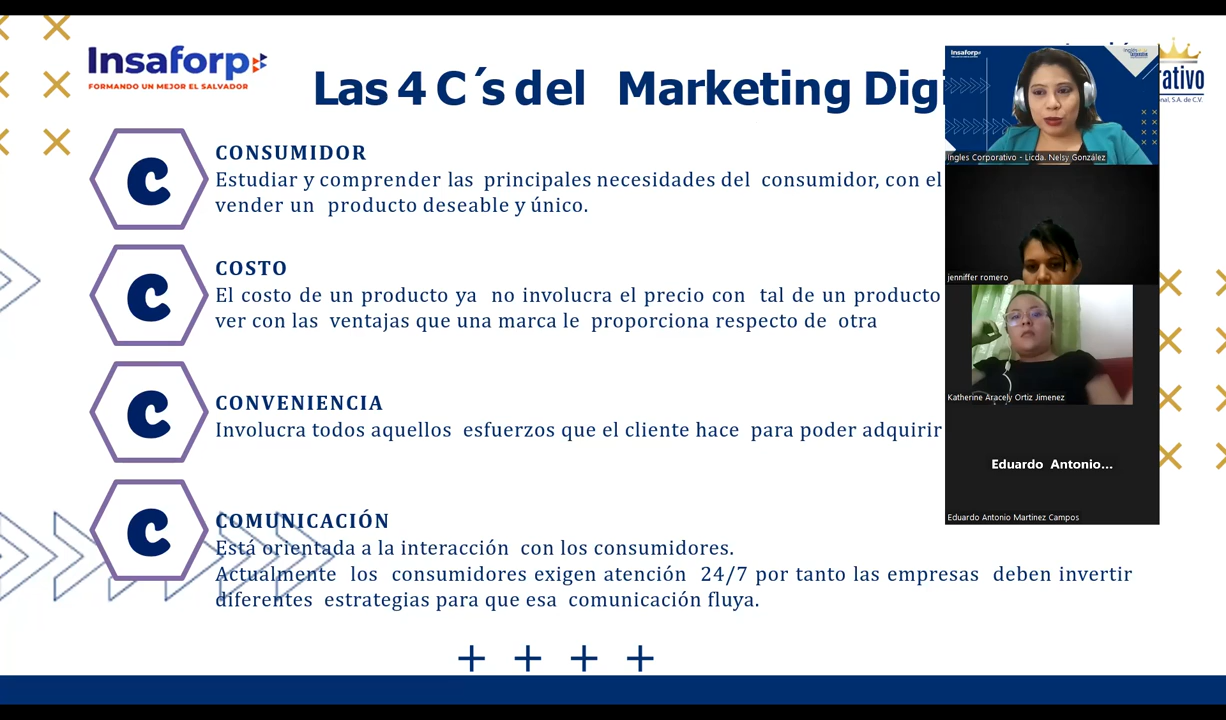 Insaforp
FORMANDO UN MEJOR EL SALVADOR
Las 4 C´s del Marketing Digi
C
CONSUMIDOR
Estudiar y comprender las principales necesidades del consumidor, con el
vender un producto deseable y único.
C
COSTO
El costo de un producto ya no involucra el precio con tal de un producto
ver con las ventajas que una marca le proporciona respecto de otra
C
CONVENIENCIA
Involucra todos aquellos esfuerzos que el cliente hace para poder adquirir
C
COMUNICACIÓN
Está orientada a la interacción con los consumidores.
Actualmente los consumidores exigen atención 24/7 por tanto las empresas deben invertir
diferentes estrategias para que esa comunicación fluya.
Insaforp
Ingles Corporativo - Licda. Nelsy González
jenniffer romero
Katherine Aracely Ortiz Jimenez
Eduardo Antonio...
Eduardo Antonio Martinez Campos
rativo
nal, S.A. de C.V.